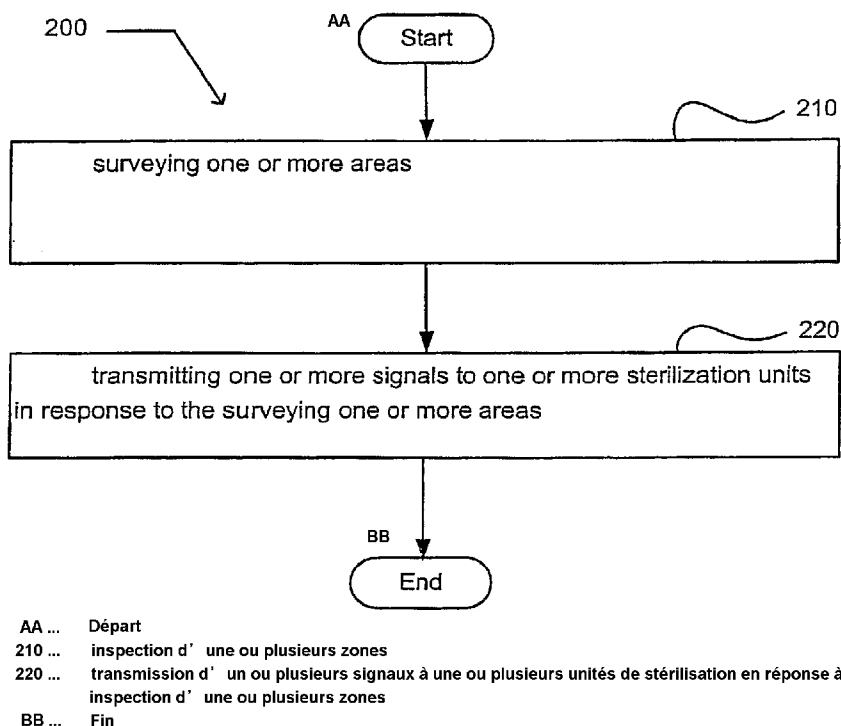 200
AA
Start
210
surveying one or more areas
220
transmitting one or more signals to one or more sterilization units
in response to the surveying one or more areas
BB
End
AA ... Départ
210 ... inspection d' une ou plusieurs zones
220 ... transmission d' un ou plusieurs signaux à une ou plusieurs unités de stérilisation en réponse à
inspection d' une ou plusieurs zones
BB ... Fin